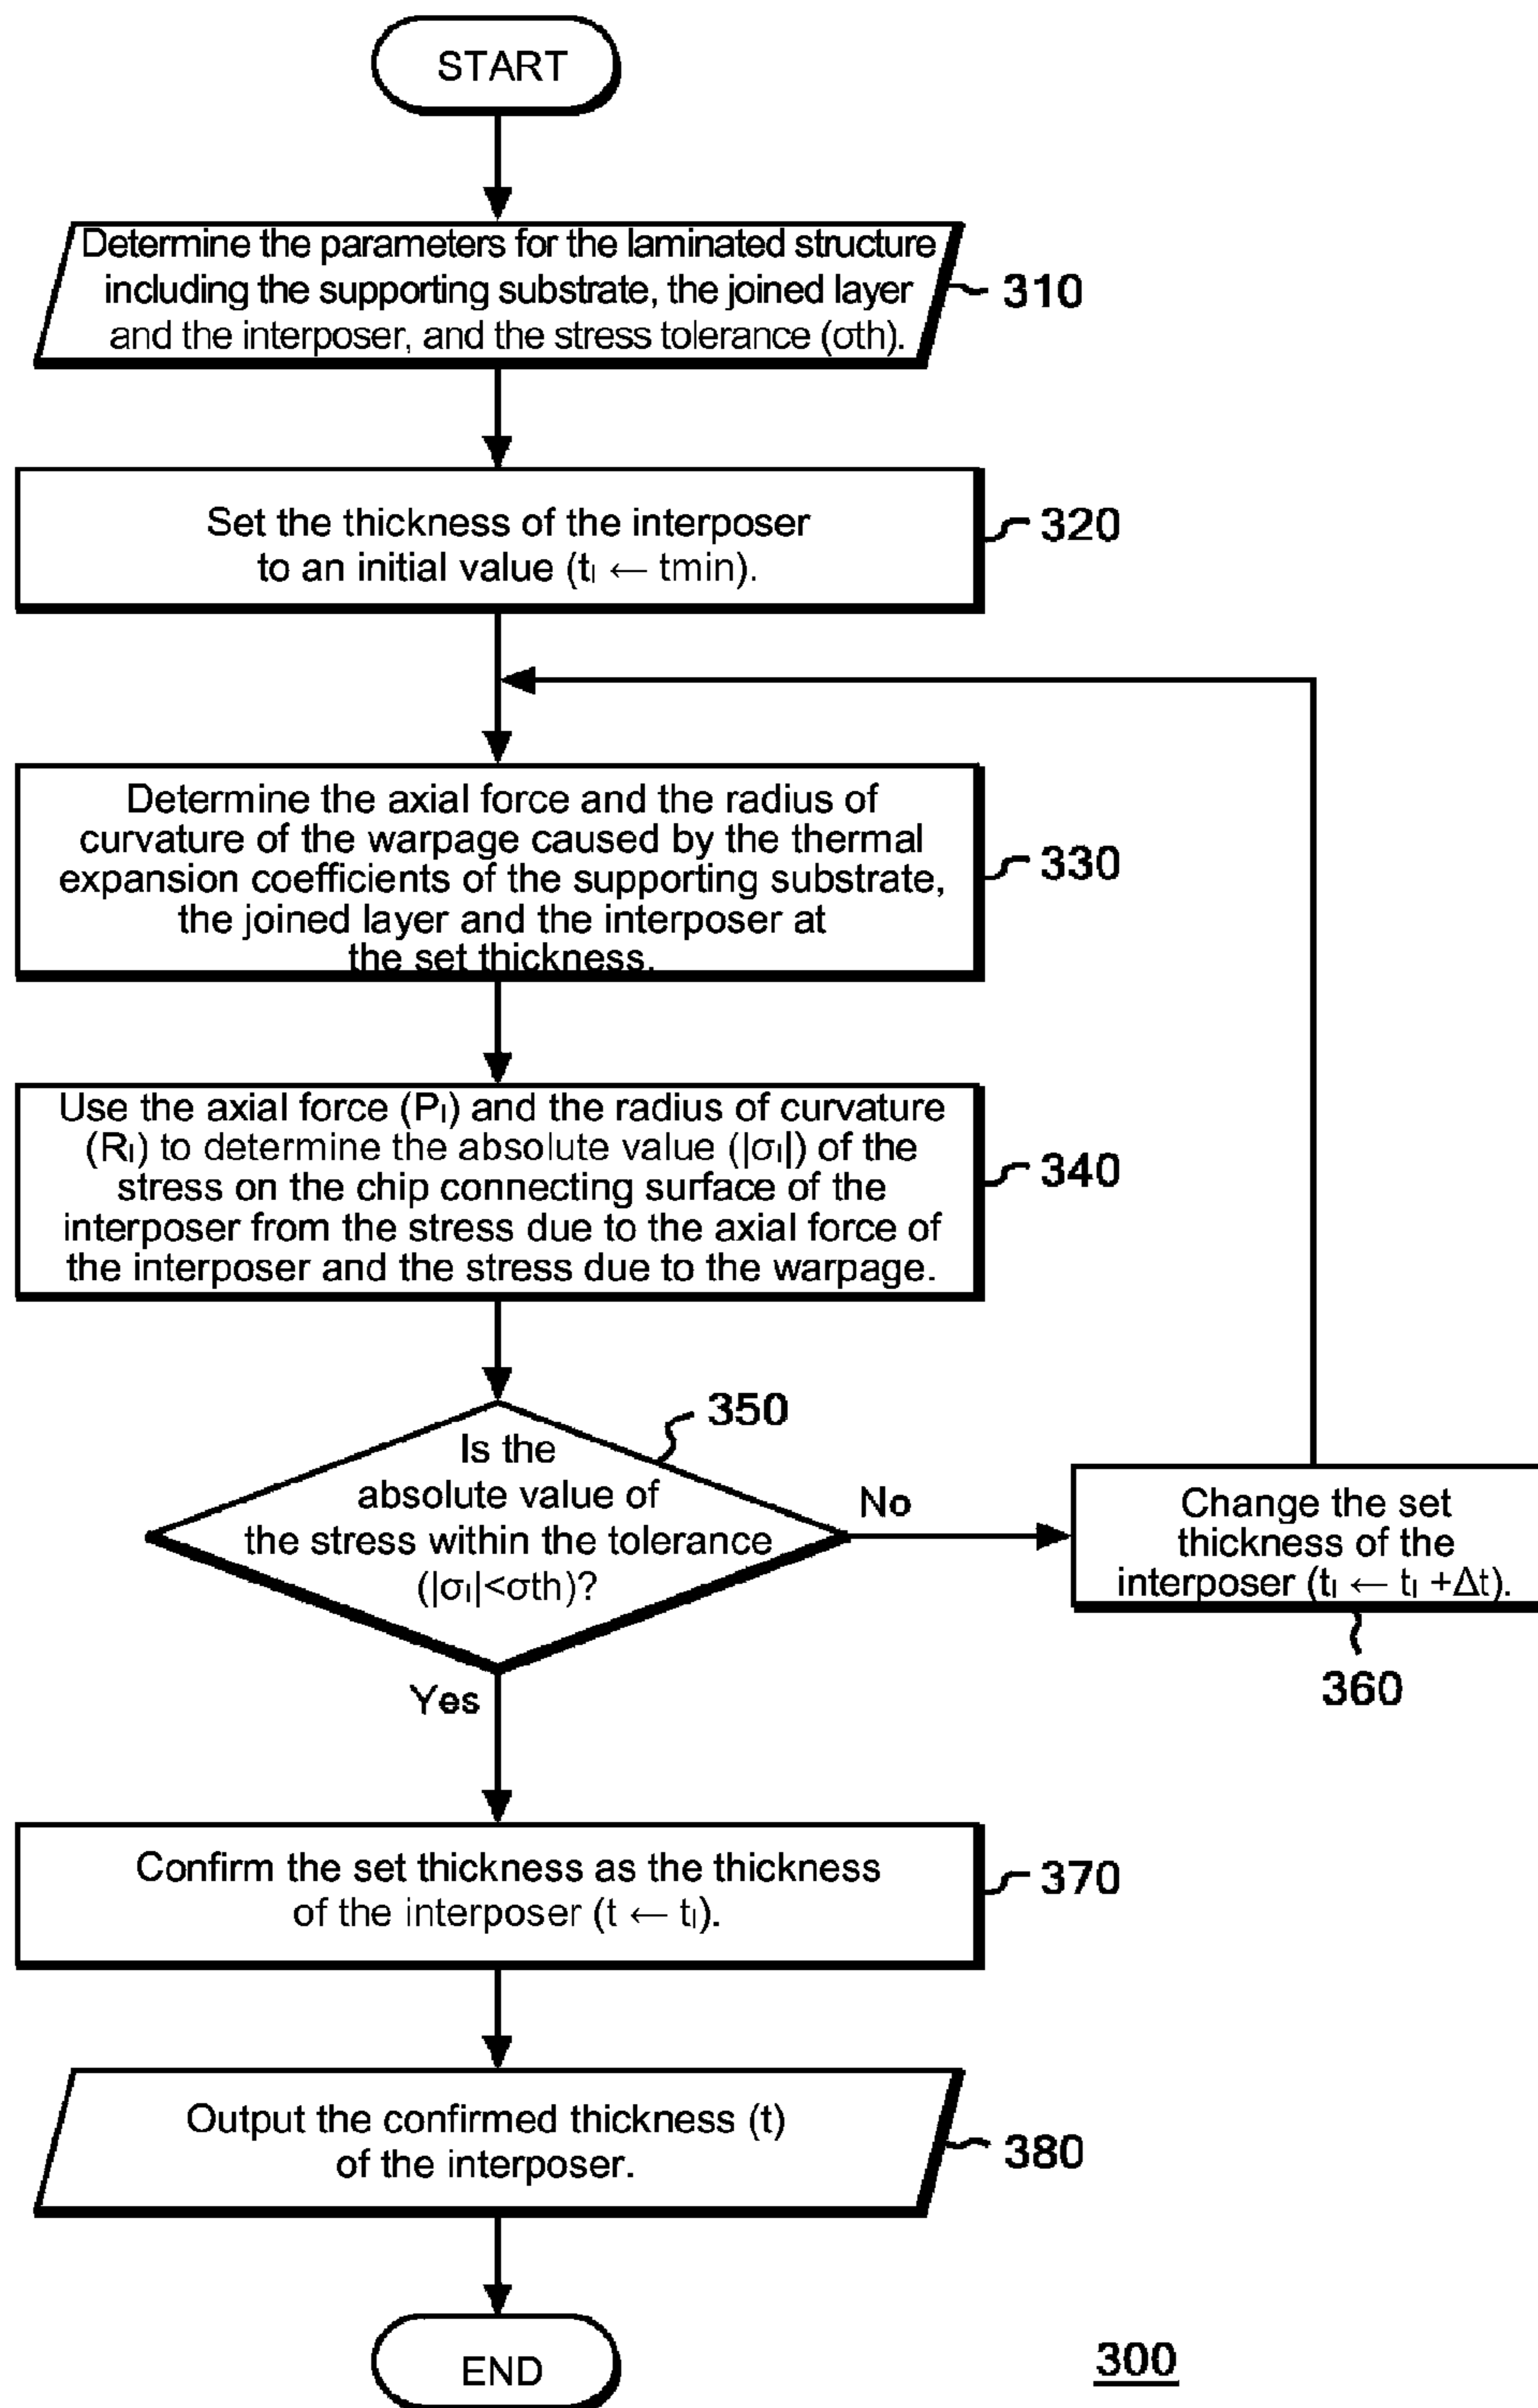 START
Determine the parameters for the laminated structure
including the supporting substrate, the joined layer
and the interposer, and the stress tolerance (σth).
310
Set the thickness of the interposer
to an initial value (tI ← tmin).
320
Determine the axial force and the radius of
curvature of the warpage caused by the thermal
expansion coefficients of the supporting substrate,
the joined layer and the interposer at
the set thickness.
330
Use the axial force (PI) and the radius of curvature
(RI) to determine the absolute value (|σI|) of the
stress on the chip connecting surface of the
interposer from the stress due to the axial force of
the interposer and the stress due to the warpage.
340
350
Is the
absolute value of
the stress within the tolerance
(|σI|<σth)?
No
Change the set
thickness of the
interposer (tI ← tI +Δt).
360
Yes
Confirm the set thickness as the thickness
of the interposer (t ← tI).
370
Output the confirmed thickness (t)
of the interposer.
380
END
300